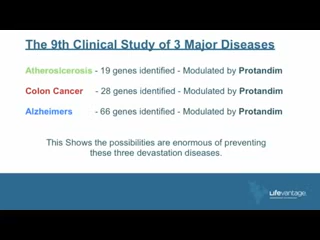 The 9th Clinical Study of 3 Major Diseases
Atherosicerosis - 19 genes identified - Modulated by Protandim
Colon Cancer - 28 genes identified - Modulated by Protandim
Alzheimers - 66 genes identified - Modulated by Protandim
This Shows the possibilities are enormous of preventing
these three devastation diseases.
Lifevantage